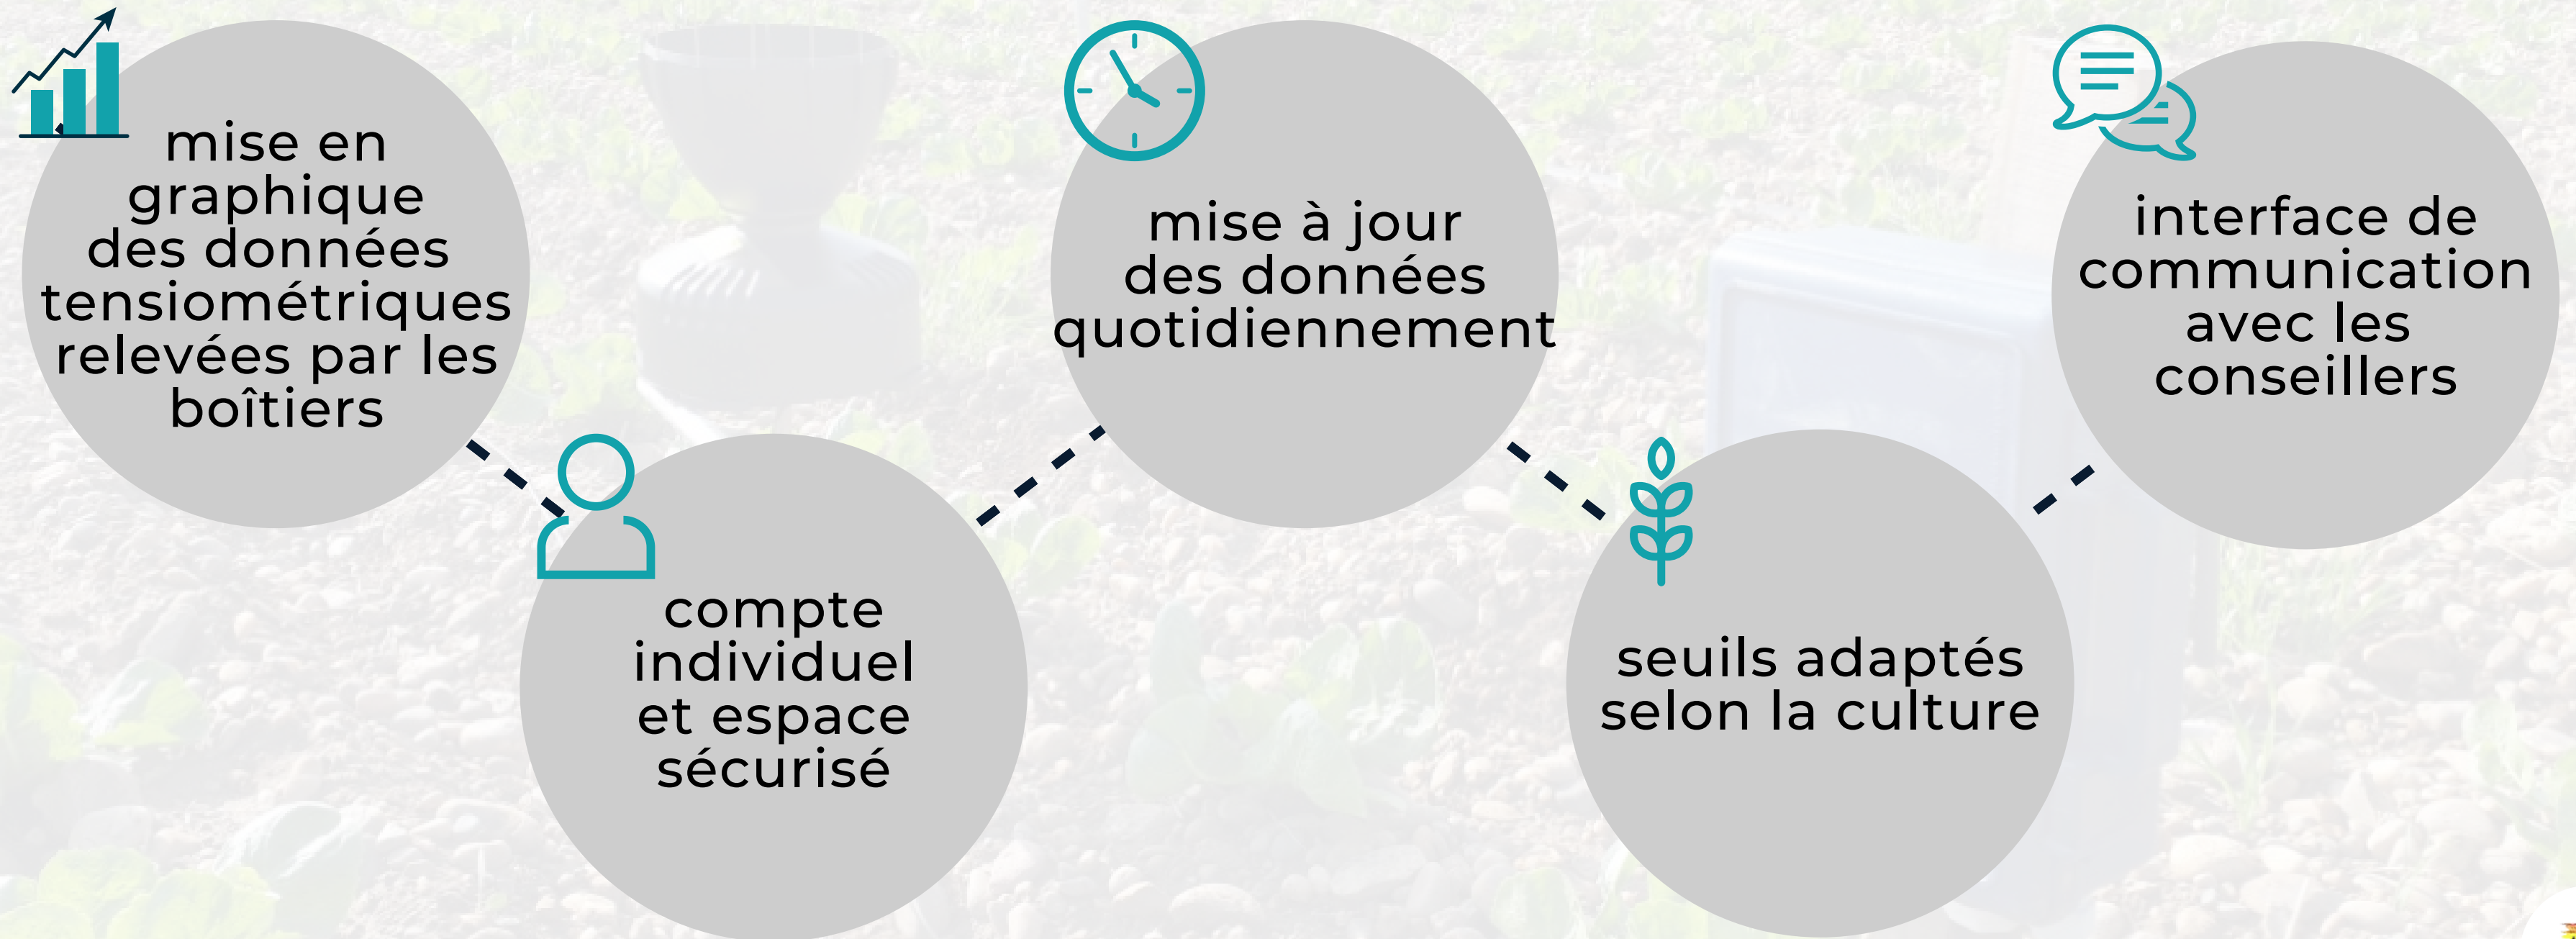 mise en
graphique
des données
tensiométriques
relevées par les
boîtiers
compte
individuel
et espace
sécurisé
mise à jour
des données
quotidiennement
seuils adaptés
selon la culture
interface de
communication
avec les
conseillers